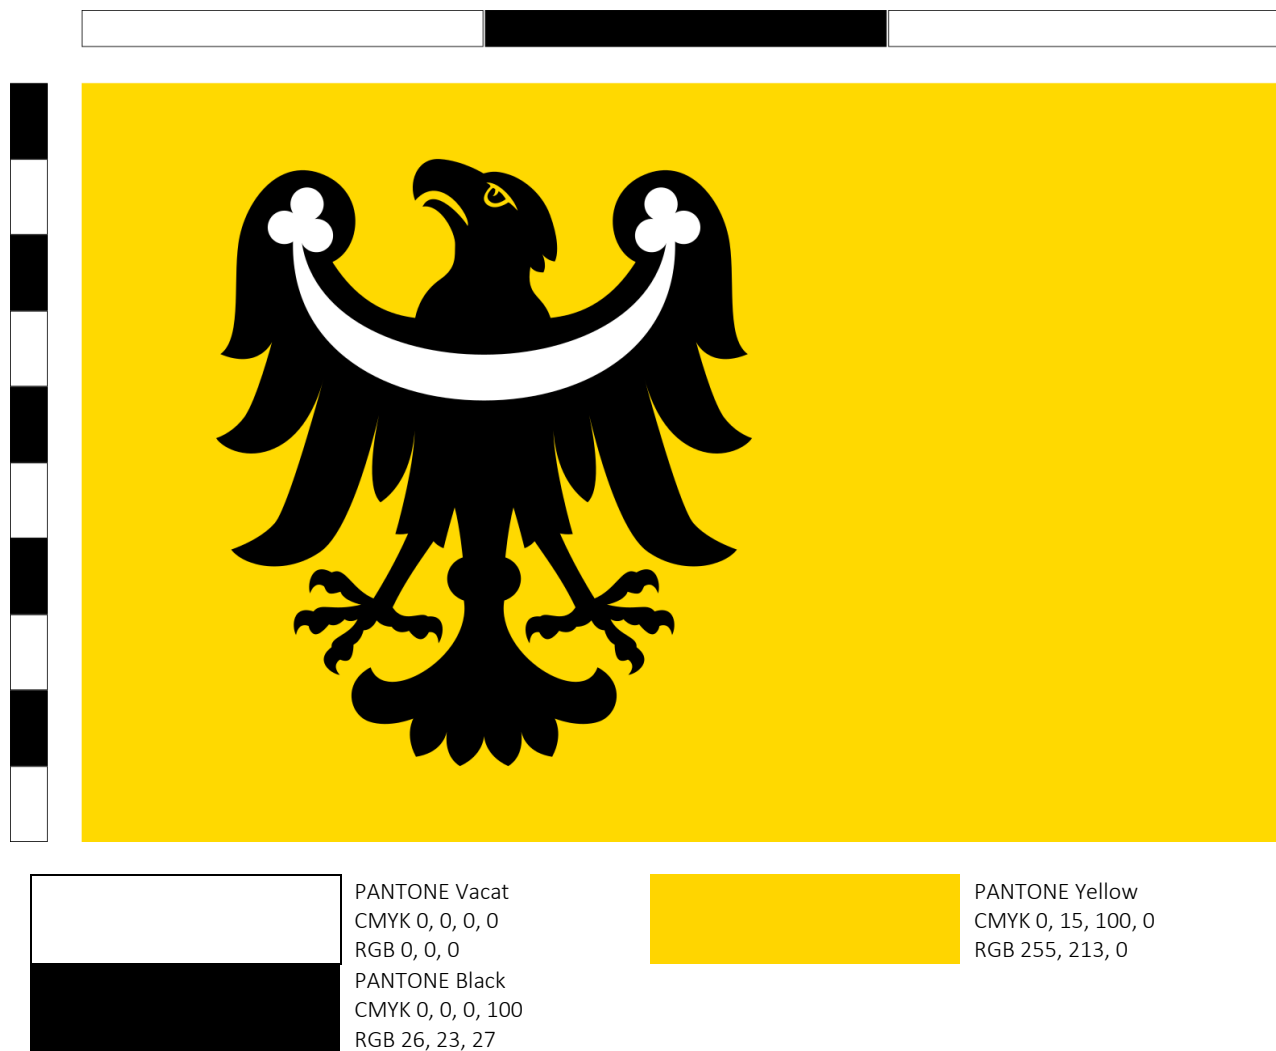 PANTONE Vacat
CMYK 0, 0, 0, 0
RGB 0, 0, 0
PANTONE Black
CMYK 0, 0, 0, 100
RGB 26, 23, 27
PANTONE Yellow
CMYK 0, 15, 100, 0
RGB 255, 213, 0